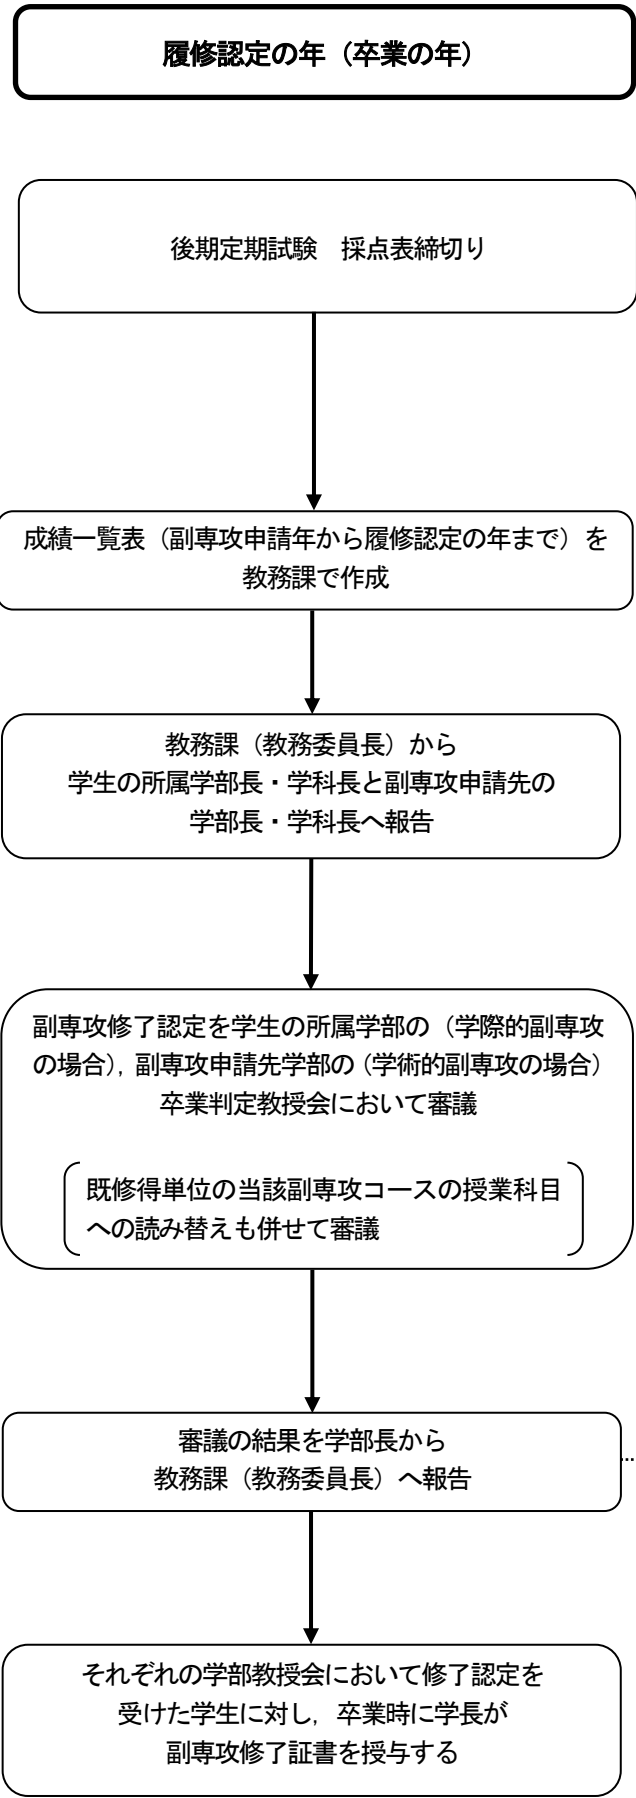 履修認定の年（卒業の年）
後期定期試験　採点表締切り
成績一覧表（副専攻申請年から履修認定の年まで）を
教務課で作成
教務課（教務委員長）から
学生の所属学部長・学科長と副専攻申請先の
学部長・学科長へ報告
副専攻修了認定を学生の所属学部の（学際的副専攻
の場合），副専攻申請先学部の（学術的副専攻の場合）
卒業判定教授会において審議
既修得単位の当該副専攻コースの授業科目
への読み替えも併せて審議
審議の結果を学部長から
教務課（教務委員長）へ報告
…
それぞれの学部教授会において修了認定を
受けた学生に対し，卒業時に学長が
副専攻修了証書を授与する